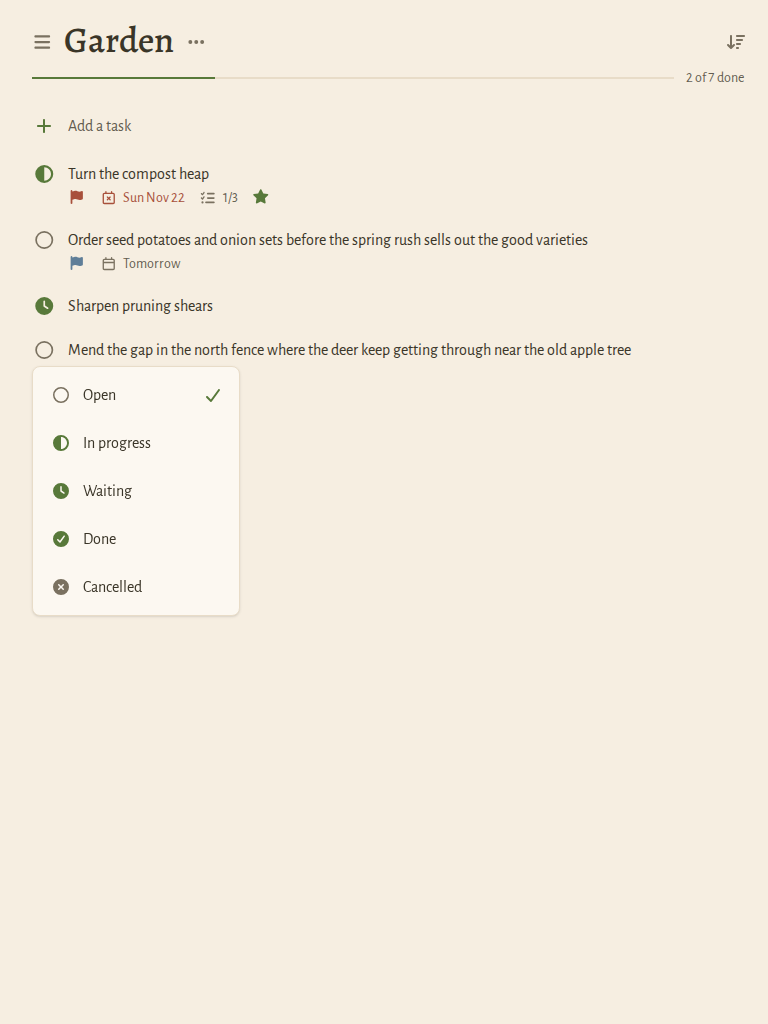 Garden
2 of 7 done
Add a task
Turn the compost heap
Sun Nov 22 1/3
Order seed potatoes and onion sets before the spring rush sells out the good varieties
Tomorrow
Sharpen pruning shears
Mend the gap in the north fence where the deer keep getting through near the old apple tree
Open
In progress
Waiting
Done
Cancelled